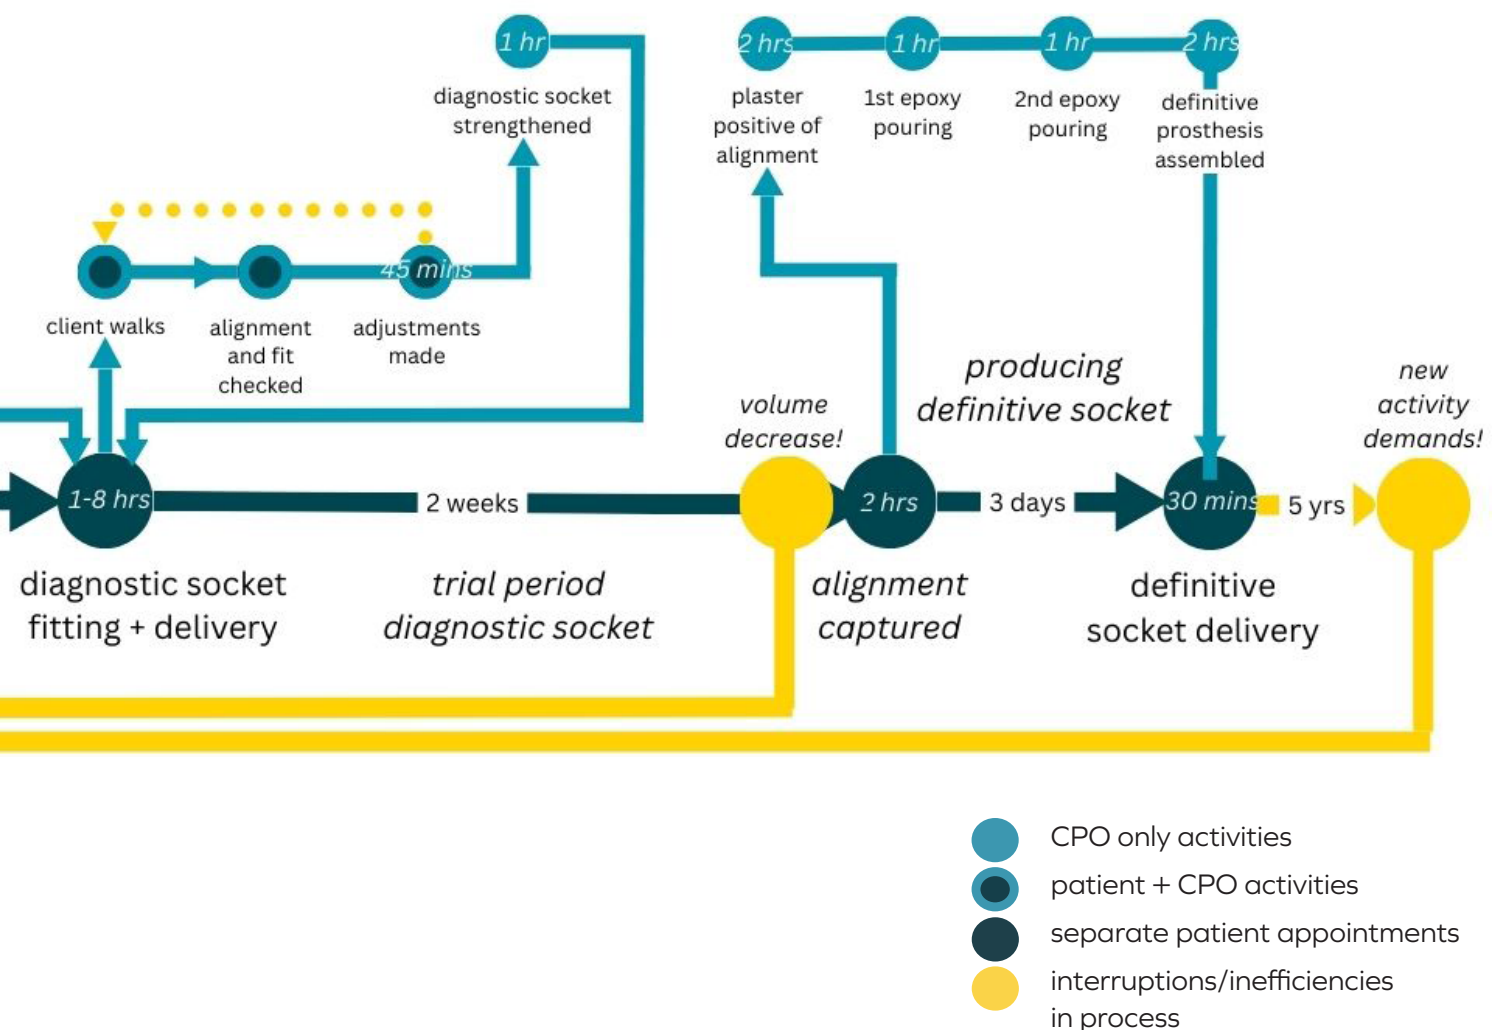 1 hr
diagnostic socket
strengthened
2 hrs
plaster
positive of
alignment
1 hr
1st epoxy
pouring
1 hr
2nd epoxy
pouring
2 hrs
definitive
prosthesis
assembled
client walks
alignment
and fit
checked
45 mins
adjustments
made
1-8 hrs
diagnostic socket
fitting + delivery
2 weeks
trial period
diagnostic socket
volume
decrease!
2 hrs
alignment
captured
producing
definitive socket
3 days
30 mins
definitive
socket delivery
5 yrs
new
activity
demands!
CPO only activities
patient + CPO activities
separate patient appointments
interruptions/inefficiencies
in process